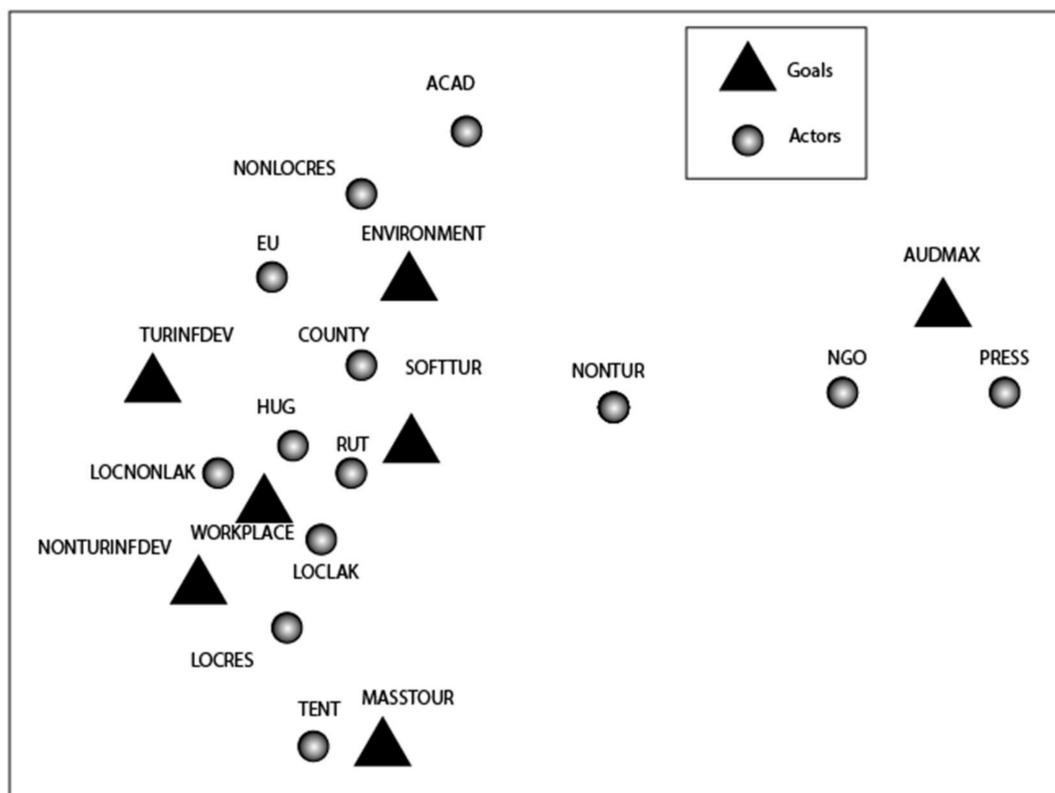 Goals
ACAD
Actors
NONLOCRES
ENVIRONMENT
EU
AUDMAX
TURINFDEV
COUNTY
SOFTTUR
NONTUR
NGO
PRESS
HUG
RUT
LOCNONLAK
WORKPLACE
NONTURINFDEV
LOCLAK
LOCRES
MASSTOUR
TENT